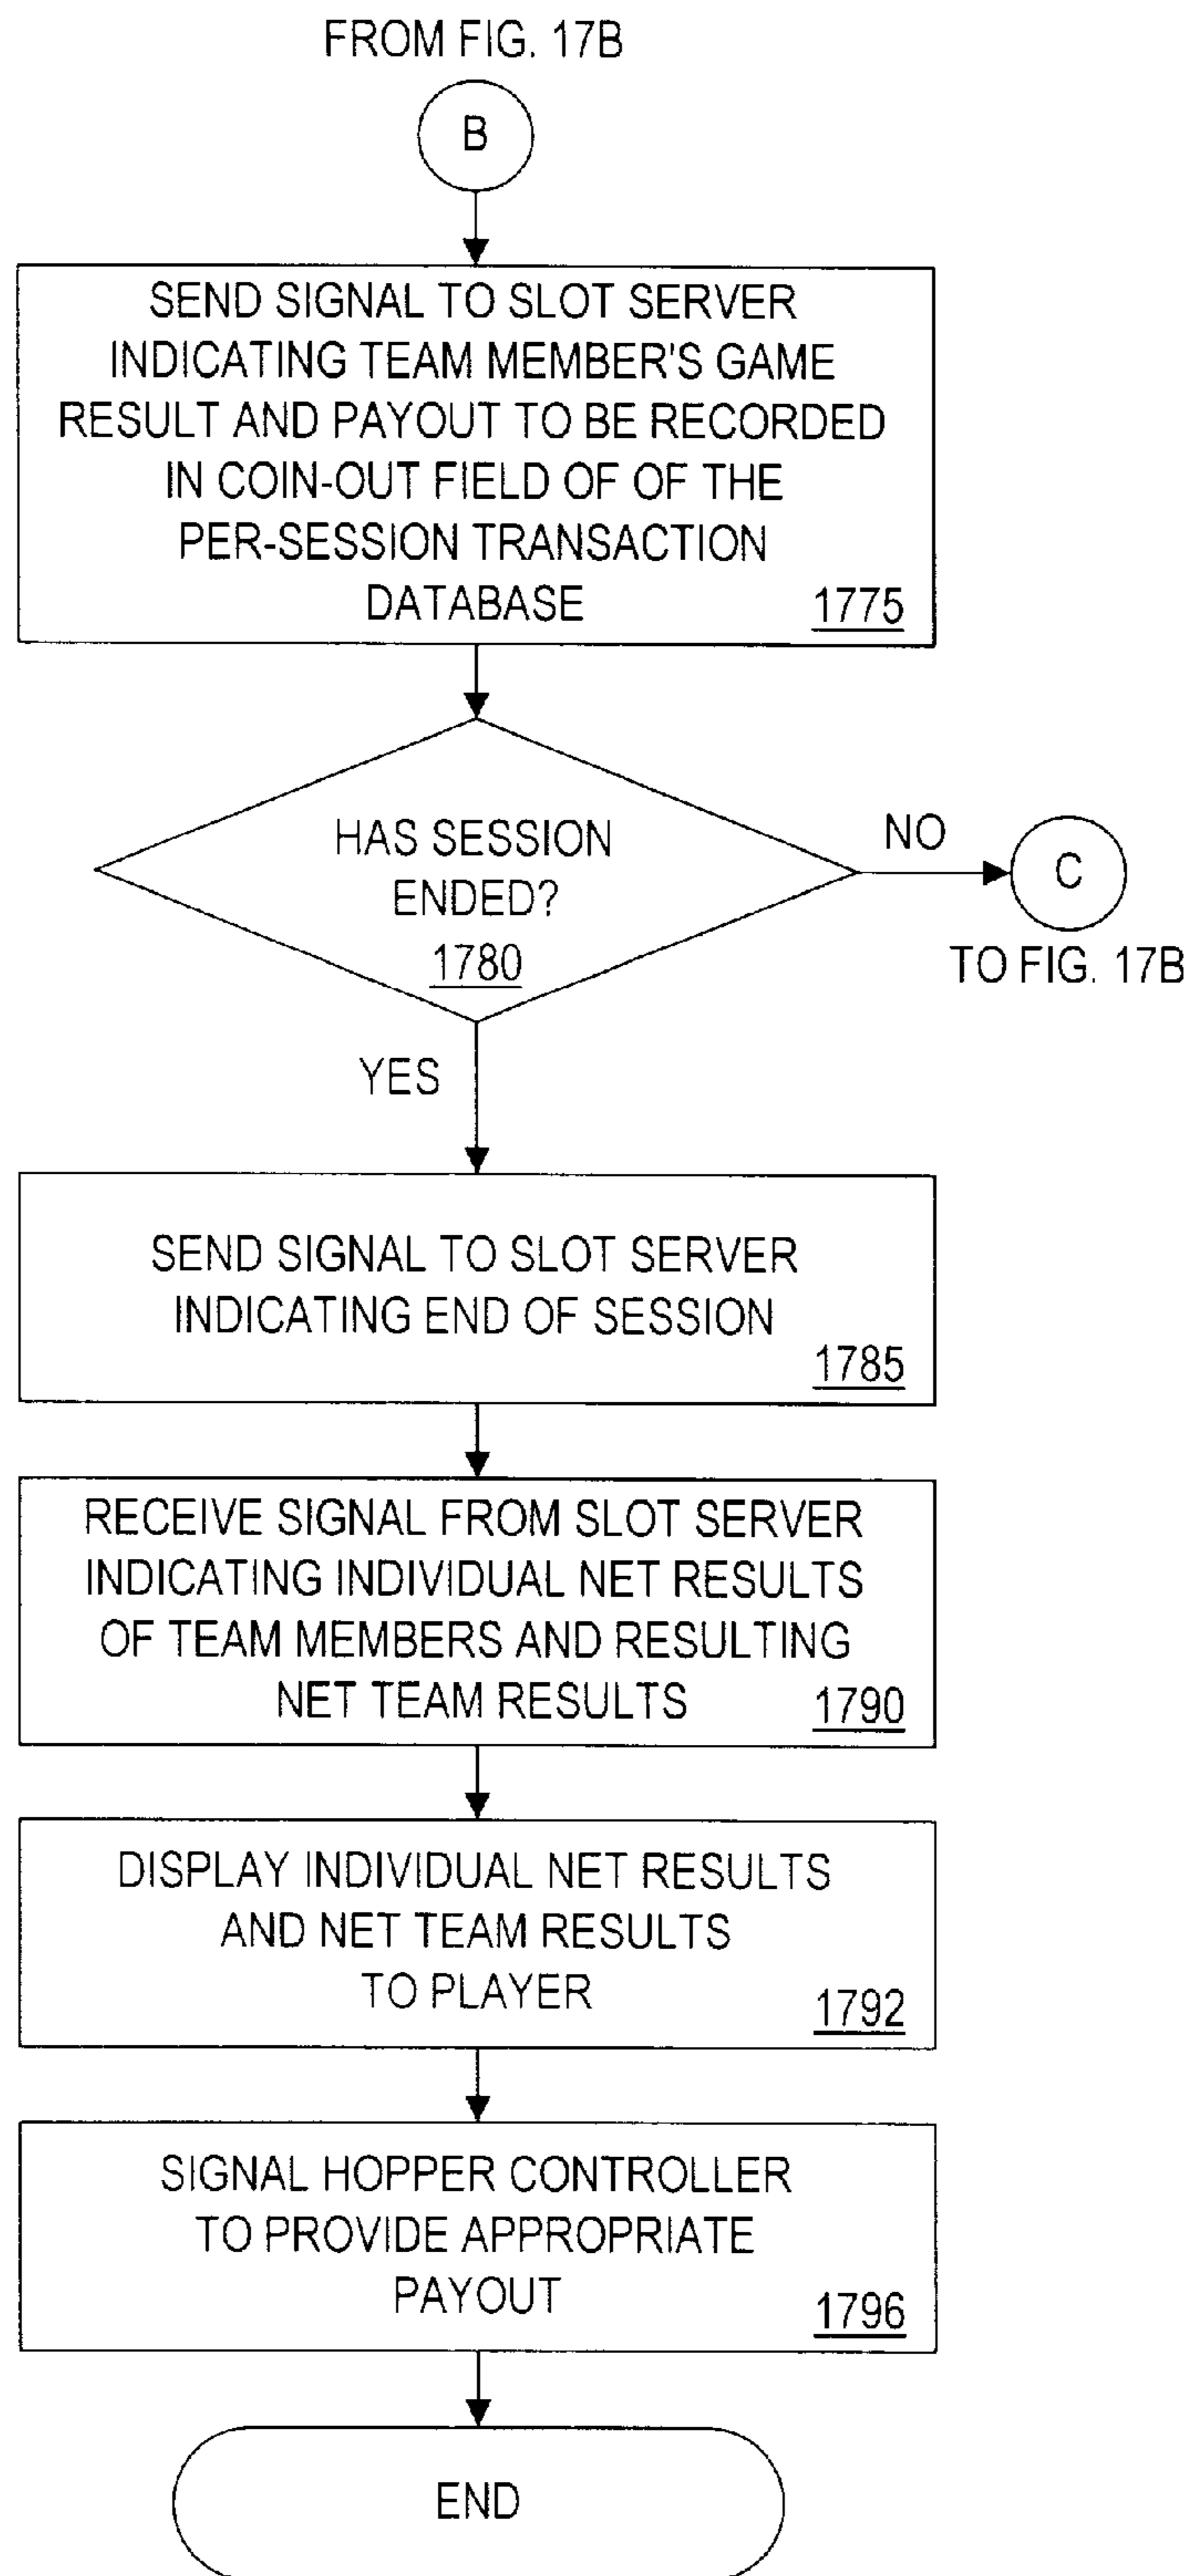 FROM FIG. 17B
B
SEND SIGNAL TO SLOT SERVER
INDICATING TEAM MEMBER'S GAME
RESULT AND PAYOUT TO BE RECORDED
IN COIN-OUT FIELD OF OF THE
PER-SESSION TRANSACTION
DATABASE
1775
HAS SESSION
ENDED?
1780
NO
C
TO FIG. 17B
YES
SEND SIGNAL TO SLOT SERVER
INDICATING END OF SESSION
1785
RECEIVE SIGNAL FROM SLOT SERVER
INDICATING INDIVIDUAL NET RESULTS
OF TEAM MEMBERS AND RESULTING
NET TEAM RESULTS
1790
DISPLAY INDIVIDUAL NET RESULTS
AND NET TEAM RESULTS
TO PLAYER
1792
SIGNAL HOPPER CONTROLLER
TO PROVIDE APPROPRIATE
PAYOUT
1796
END